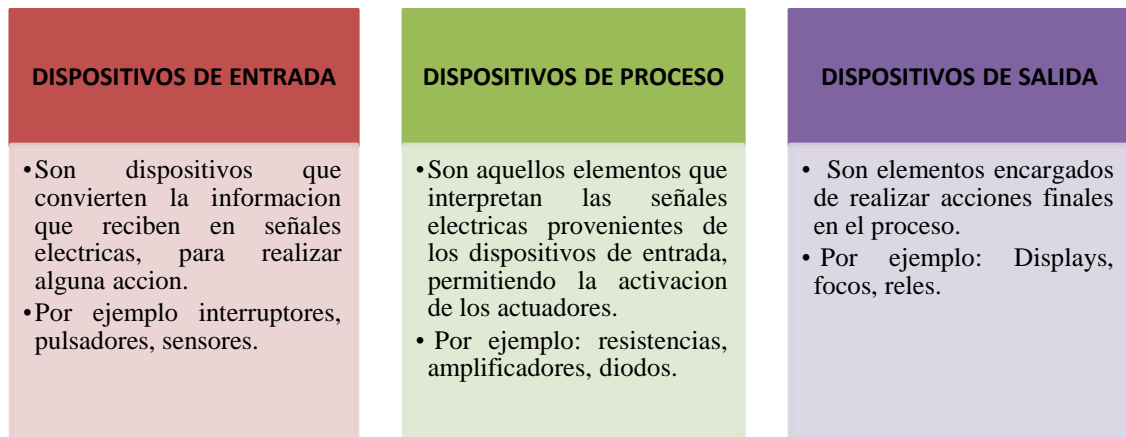 DISPOSITIVOS DE ENTRADA
•Son dispositivos que
convierten la informacion
que reciben en señales
electricas, para realizar
alguna accion.
•Por ejemplo interruptores,
pulsadores, sensores.
DISPOSITIVOS DE PROCESO
•Son aquellos elementos que
interpretan las señales
electricas provenientes de
los dispositivos de entrada,
permitiendo la activacion
de los actuadores.
• Por ejemplo: resistencias,
amplificadores, diodos.
DISPOSITIVOS DE SALIDA
• Son elementos encargados
de realizar acciones finales
en el proceso.
• Por ejemplo: Displays,
focos, reles.